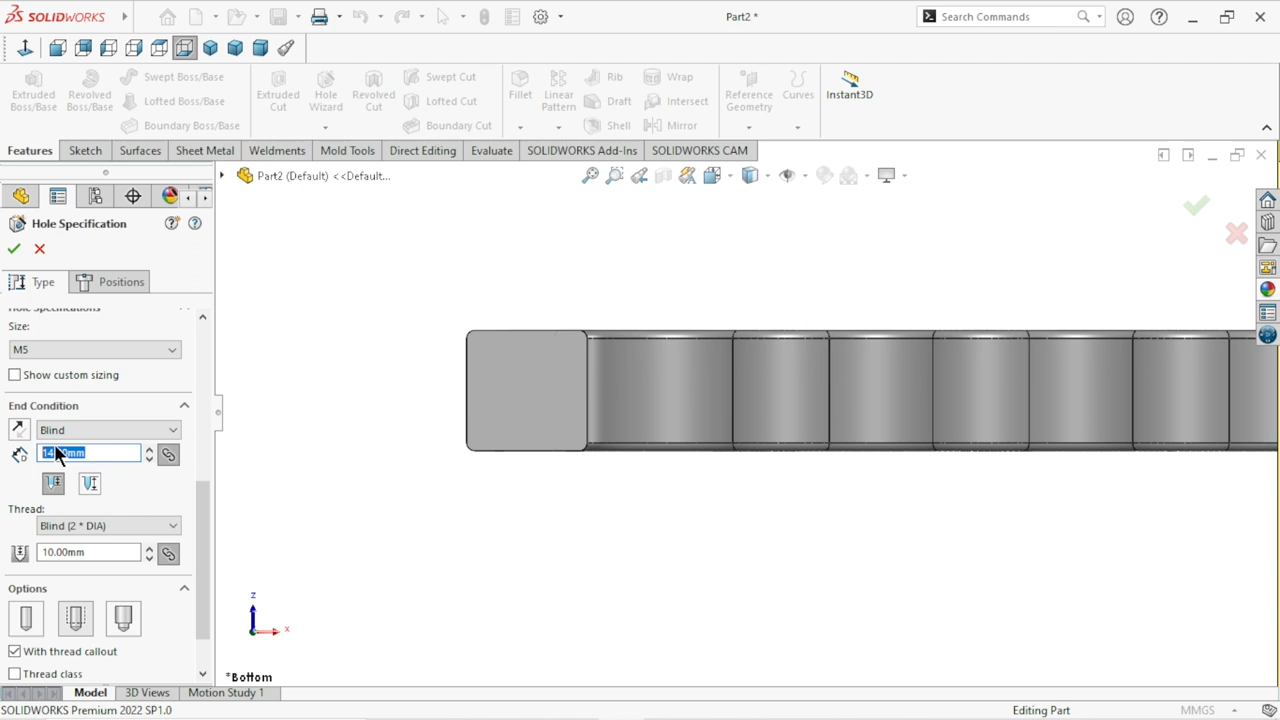 SOLIDWORKS
Part2 *
Search Commands
Extruded Boss/Base
Revolved Boss/Base
Swept Boss/Base
Lofted Boss/Base
Boundary Boss/Base
Extruded Cut
Hole Wizard
Revolved Cut
Swept Cut
Lofted Cut
Boundary Cut
Fillet
Linear Pattern
Rib
Draft
Shell
Wrap
Intersect
Mirror
Reference Geometry
Curves
Instant3D
Features
Sketch
Surfaces
Sheet Metal
Weldments
Mold Tools
Direct Editing
Evaluate
SOLIDWORKS Add-Ins
SOLIDWORKS CAM
Part2 (Default) <<Default...
Hole Specification
Type
Positions
Hole Specifications
Size:
M5
Show custom sizing
End Condition
Blind
Thread:
Blind (2 * DIA)
10.00mm
Options
With thread callout
Thread class
z
x
*Bottom
Model
3D Views
Motion Study 1
SOLIDWORKS Premium 2022 SP1.0
Editing Part
MMGS